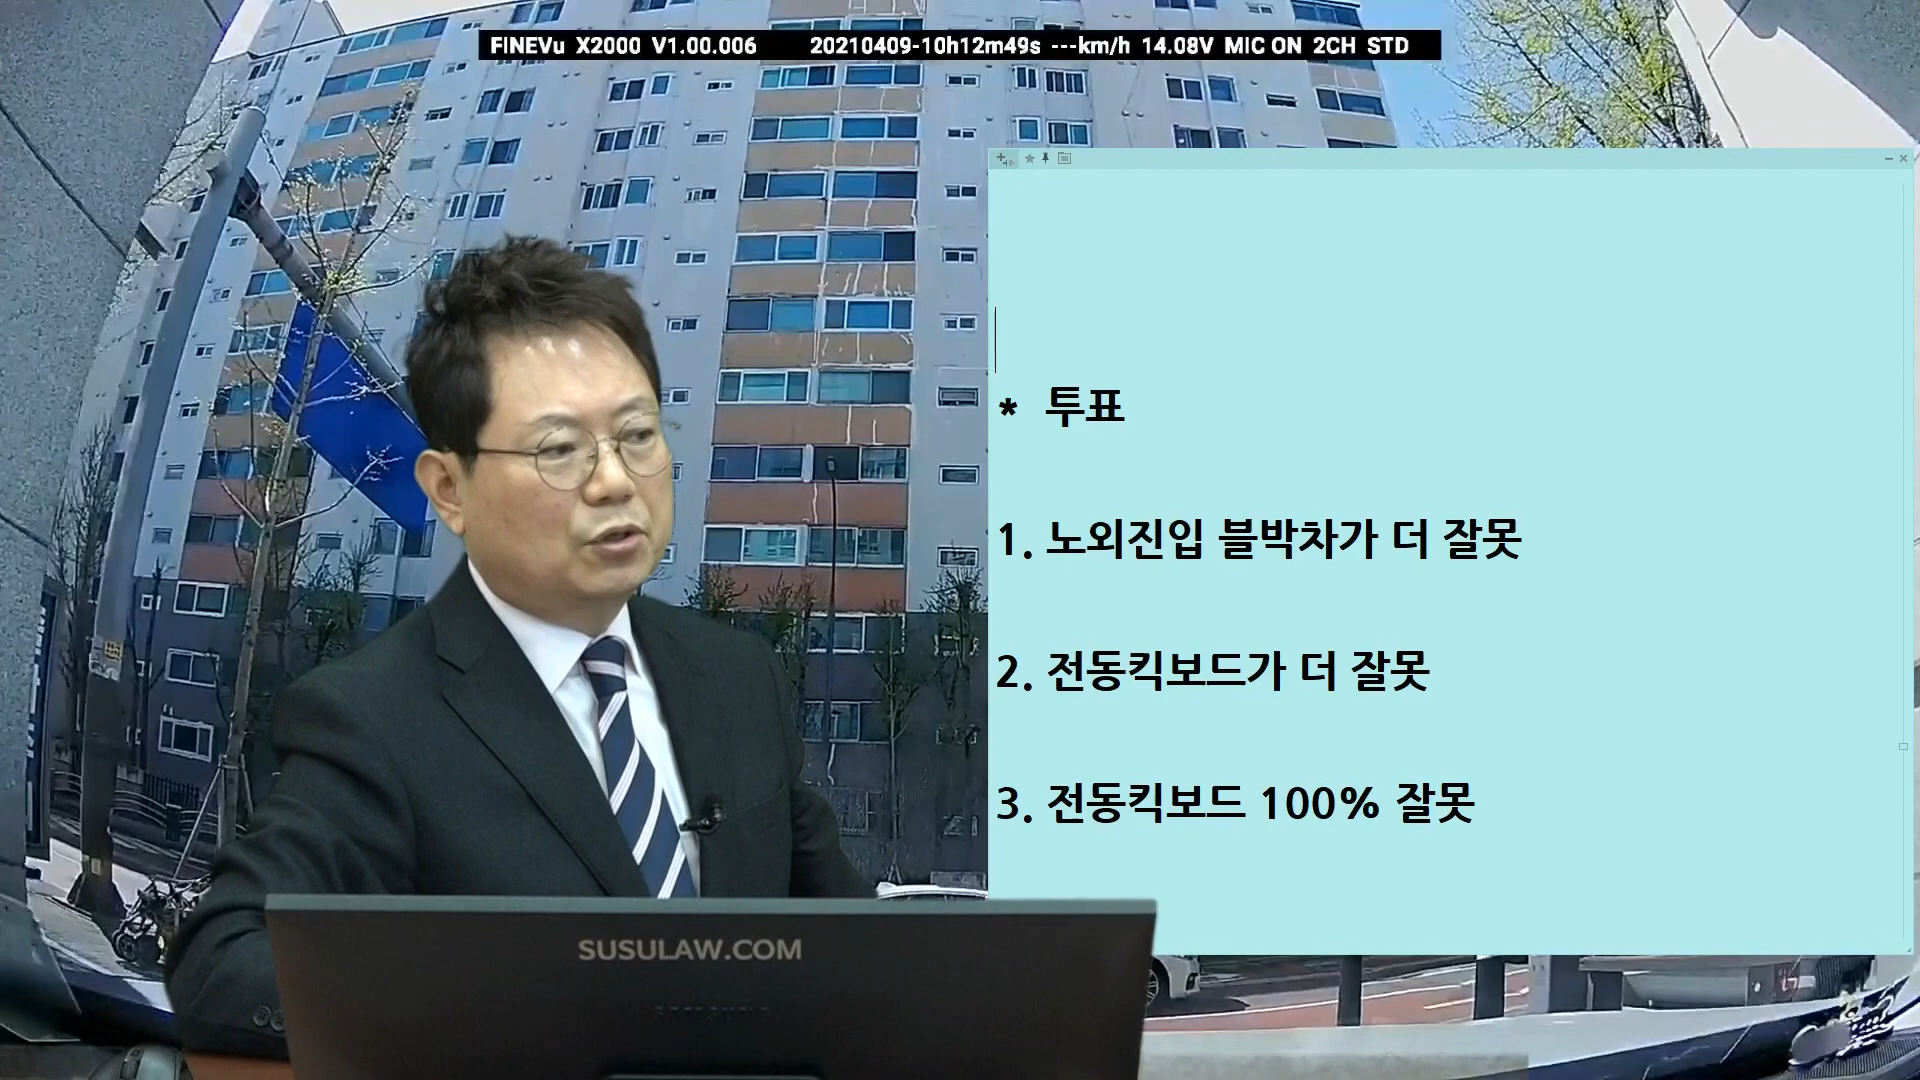 FINEVu X2000 V1.00.006 20210409-10h12m49s ---km/h 14.08V MIC ON 2CH STD
* 투표
1. 노외진입 블박차가 더 잘못
2. 전동킥보드가 더 잘못
3. 전동킥보드 100% 잘못
SUSULAW.COM